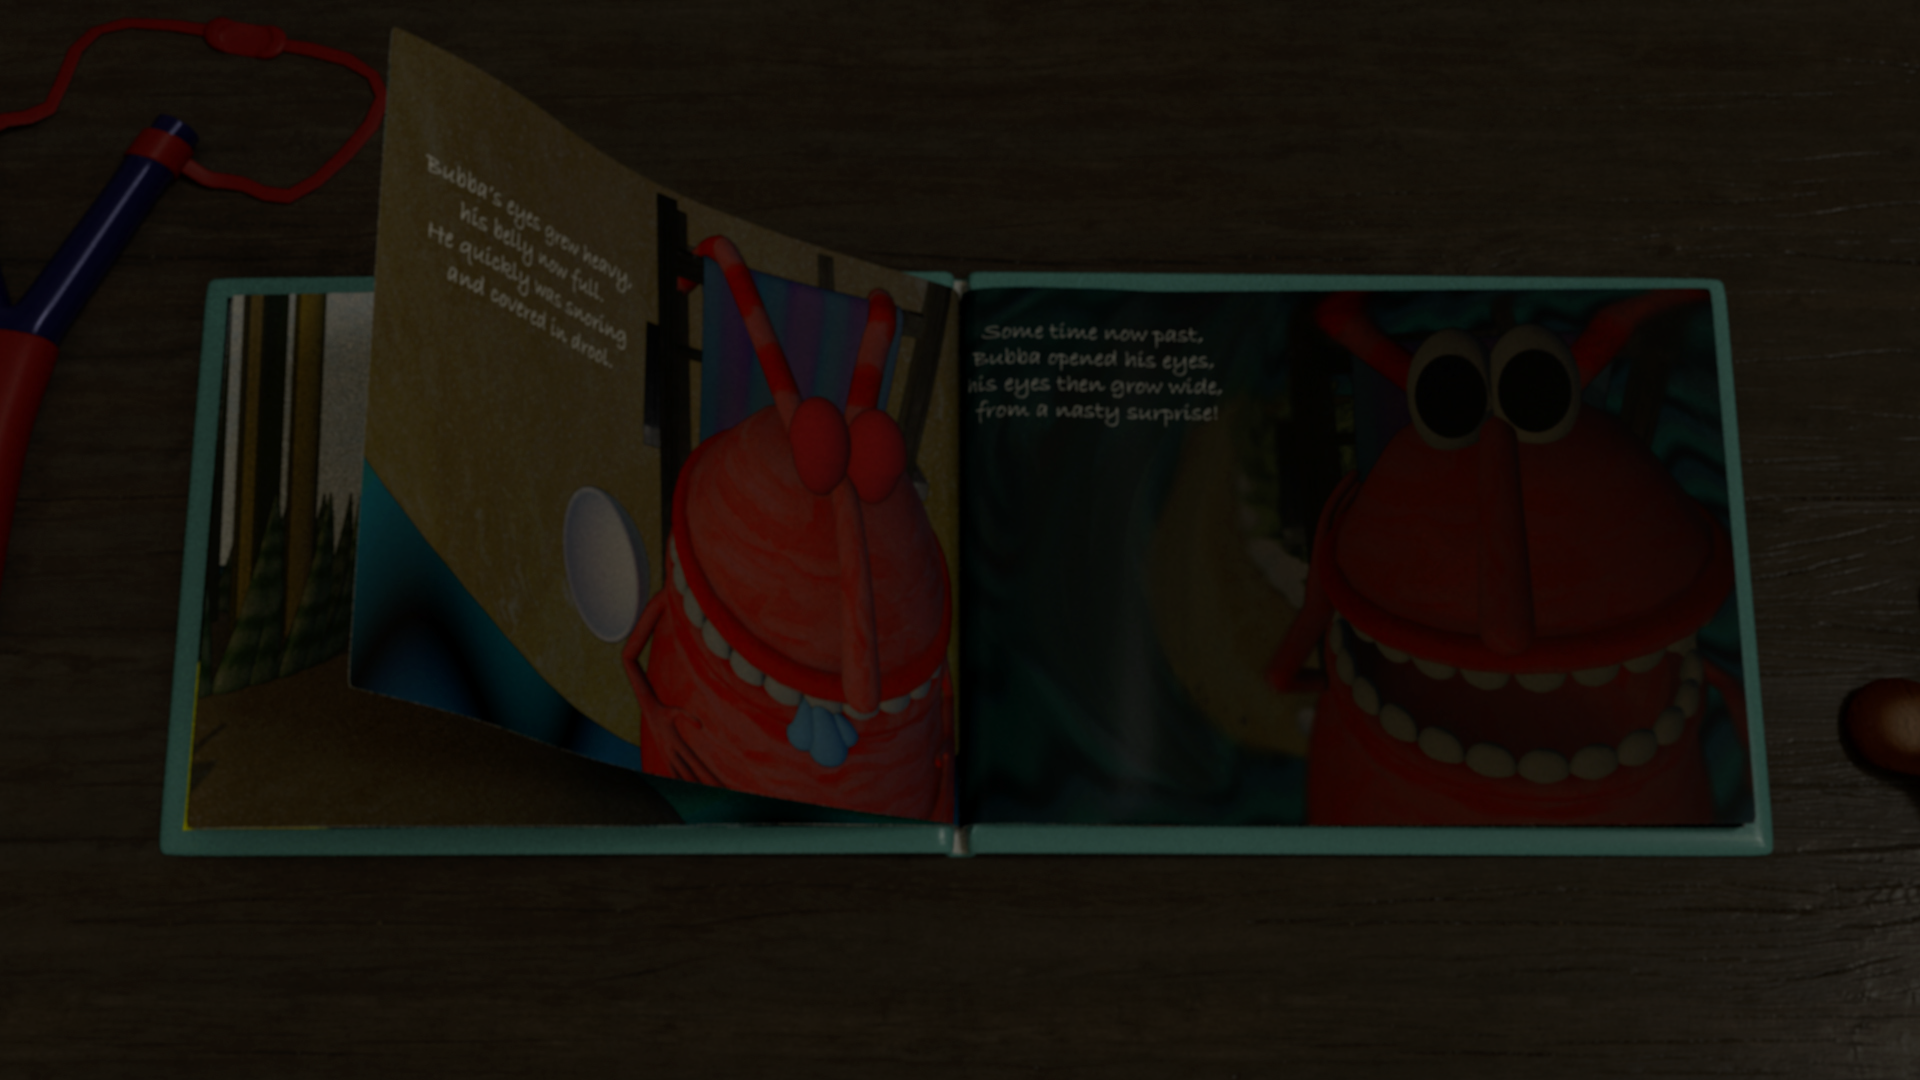 Bubba's eyes grew heavy,
his belly now full.
He quickly was snoring
and covered in drool.
Some time now past,
Bubba opened his eyes,
his eyes then grow wide,
from a nasty surprise!